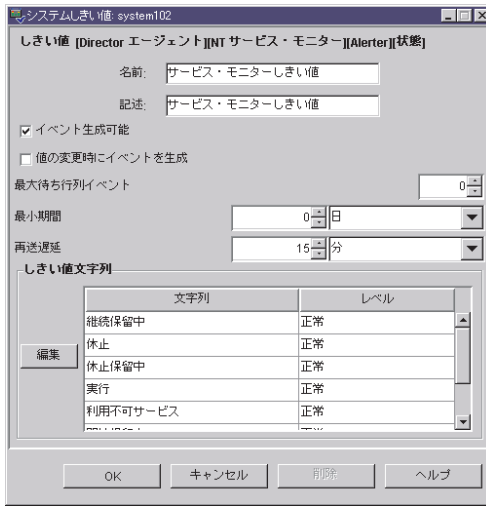 システムしきい値: system102
しきい値 [Director エージェント][NT サービス・モニター][Alerter][状態]
名前: サービス・モニターしきい値
記述: サービス・モニターしきい値
イベント生成可能
値の変更時にイベントを生成
最大待ち行列イベント 0
最小期間 0 日
再送遅延 15 分
しきい値文字列
文字列 レベル
継続保留中 正常
休止 正常
編集
休止保留中 正常
実行 正常
利用不可サービス 正常
OK キャンセル 削除 ヘルプ